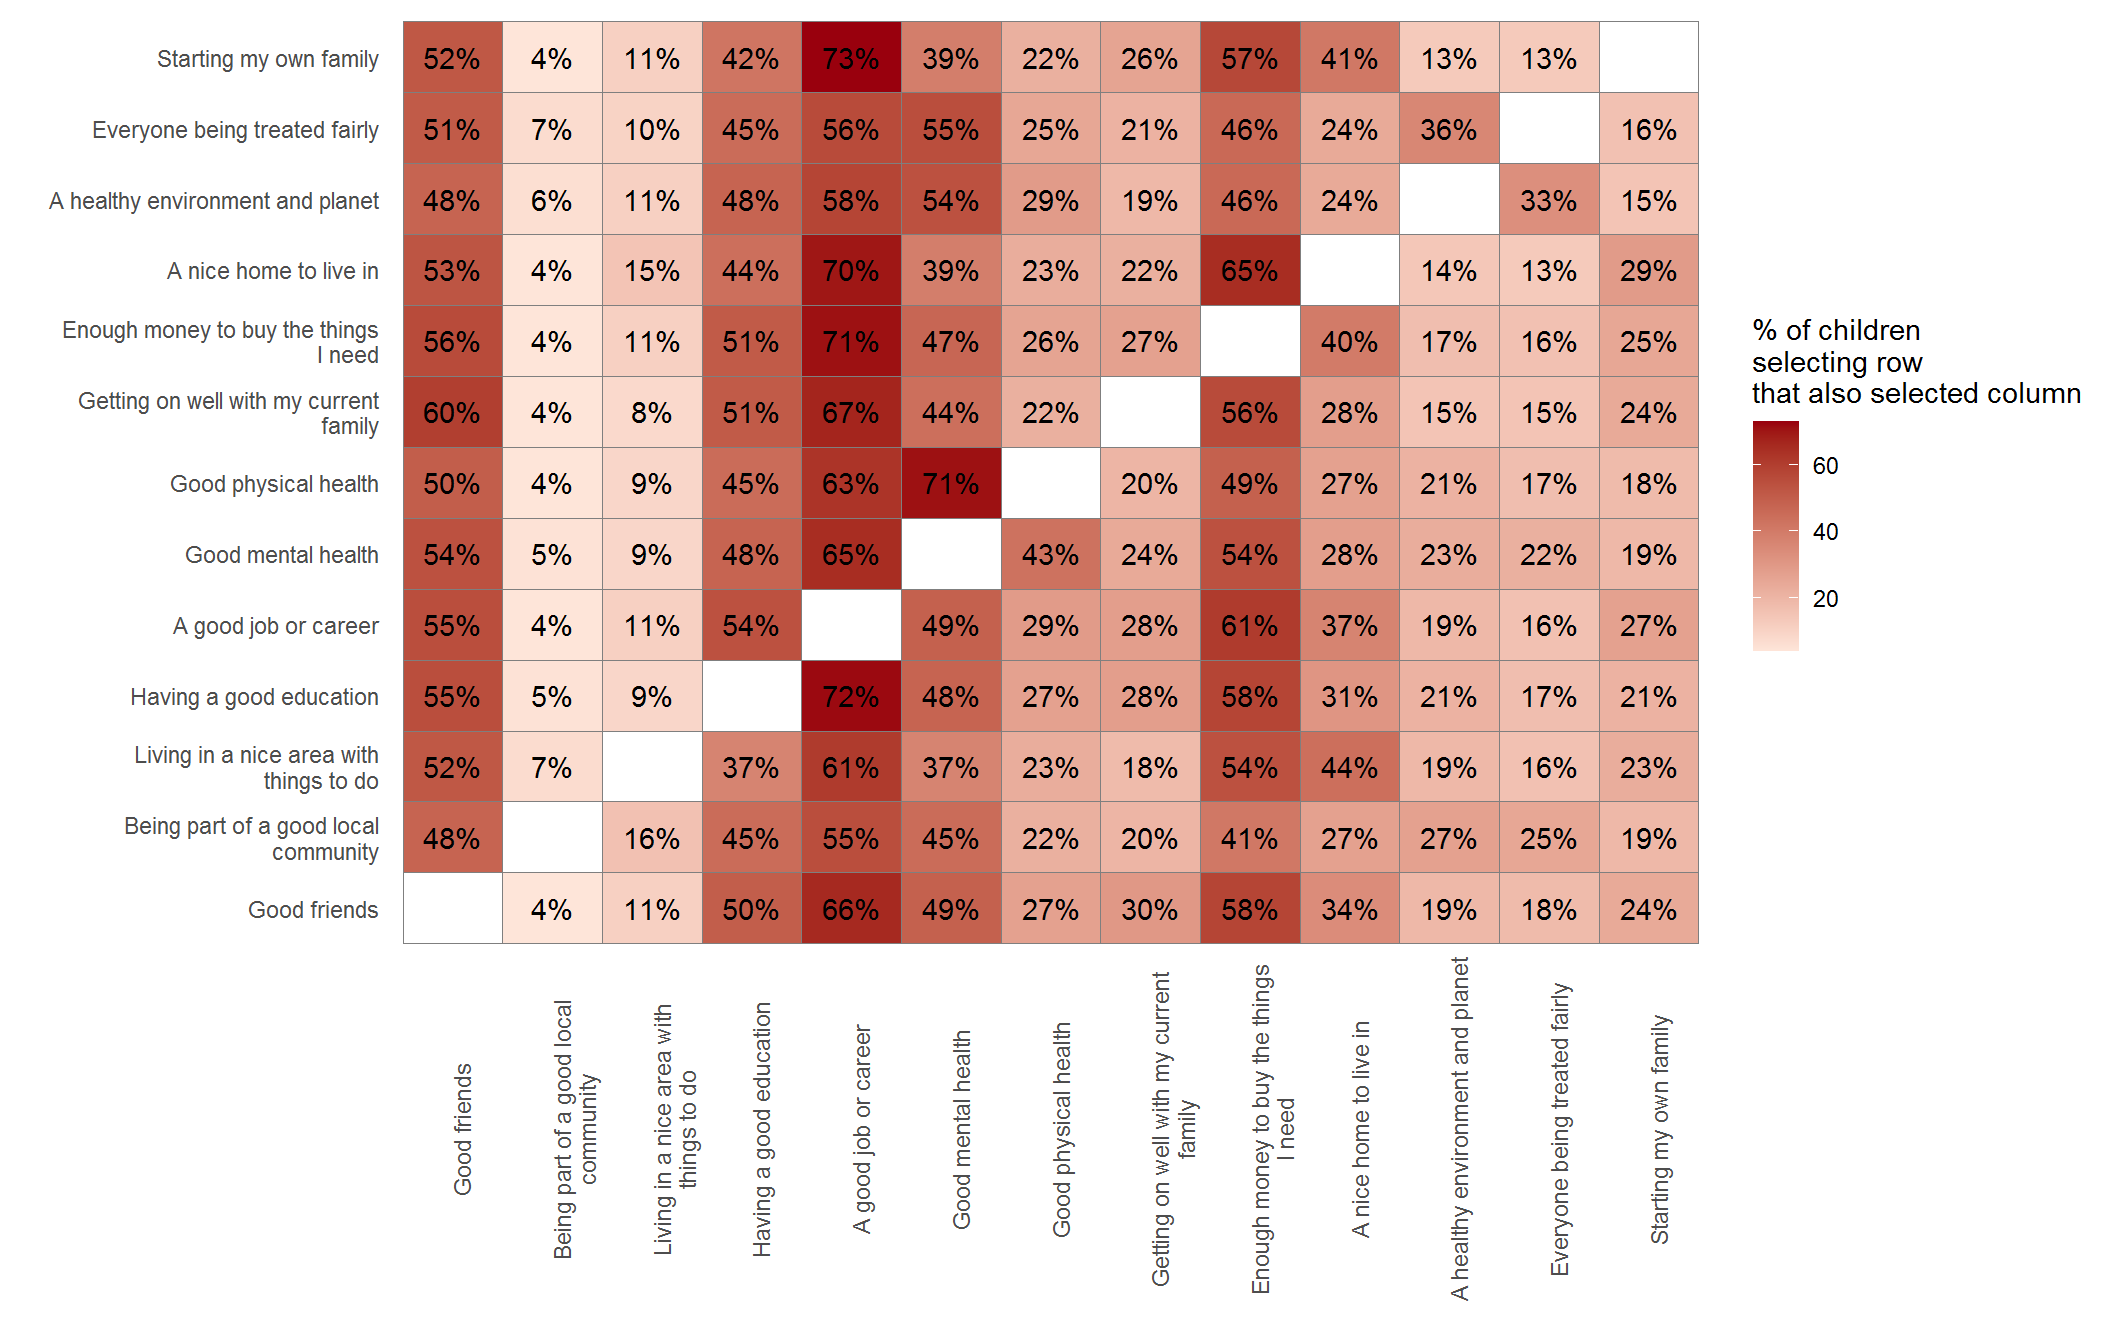 Starting my own family 52% 4% 11% 42% 73% 39% 22% 26% 57% 41% 13% 13%
Everyone being treated fairly 51% 7% 10% 45% 56% 55% 25% 21% 46% 24% 36% 16%
A healthy environment and planet 48% 6% 11% 48% 58% 54% 29% 19% 46% 24% 33% 15%
A nice home to live in 53% 4% 15% 44% 70% 39% 23% 22% 65% 14% 13% 29%
Enough money to buy the things
I need 56% 4% 11% 51% 71% 47% 26% 27% 40% 17% 16% 25%
Getting on well with my current
family 60% 4% 8% 51% 67% 44% 22% 56% 28% 15% 15% 24%
Good physical health 50% 4% 9% 45% 63% 71% 20% 49% 27% 21% 17% 18%
Good mental health 54% 5% 9% 48% 65% 43% 24% 54% 28% 23% 22% 19%
A good job or career 55% 4% 11% 54% 49% 29% 28% 61% 37% 19% 16% 27%
Having a good education 55% 5% 9% 72% 48% 27% 28% 58% 31% 21% 17% 21%
Living in a nice area with
things to do 52% 7% 37% 61% 37% 23% 18% 54% 44% 19% 16% 23%
Being part of a good local
community 48% 16% 45% 55% 45% 22% 20% 41% 27% 27% 25% 19%
Good friends 4% 11% 50% 66% 49% 27% 30% 58% 34% 19% 18% 24%
Good friends
Being part of a good local
community
Living in a nice area with
things to do
Having a good education
A good job or career
Good mental health
Good physical health
Getting on well with my current
family
Enough money to buy the things
I need
A nice home to live in
A healthy environment and planet
Everyone being treated fairly
Starting my own family
% of children
selecting row
that also selected column
60
40
20